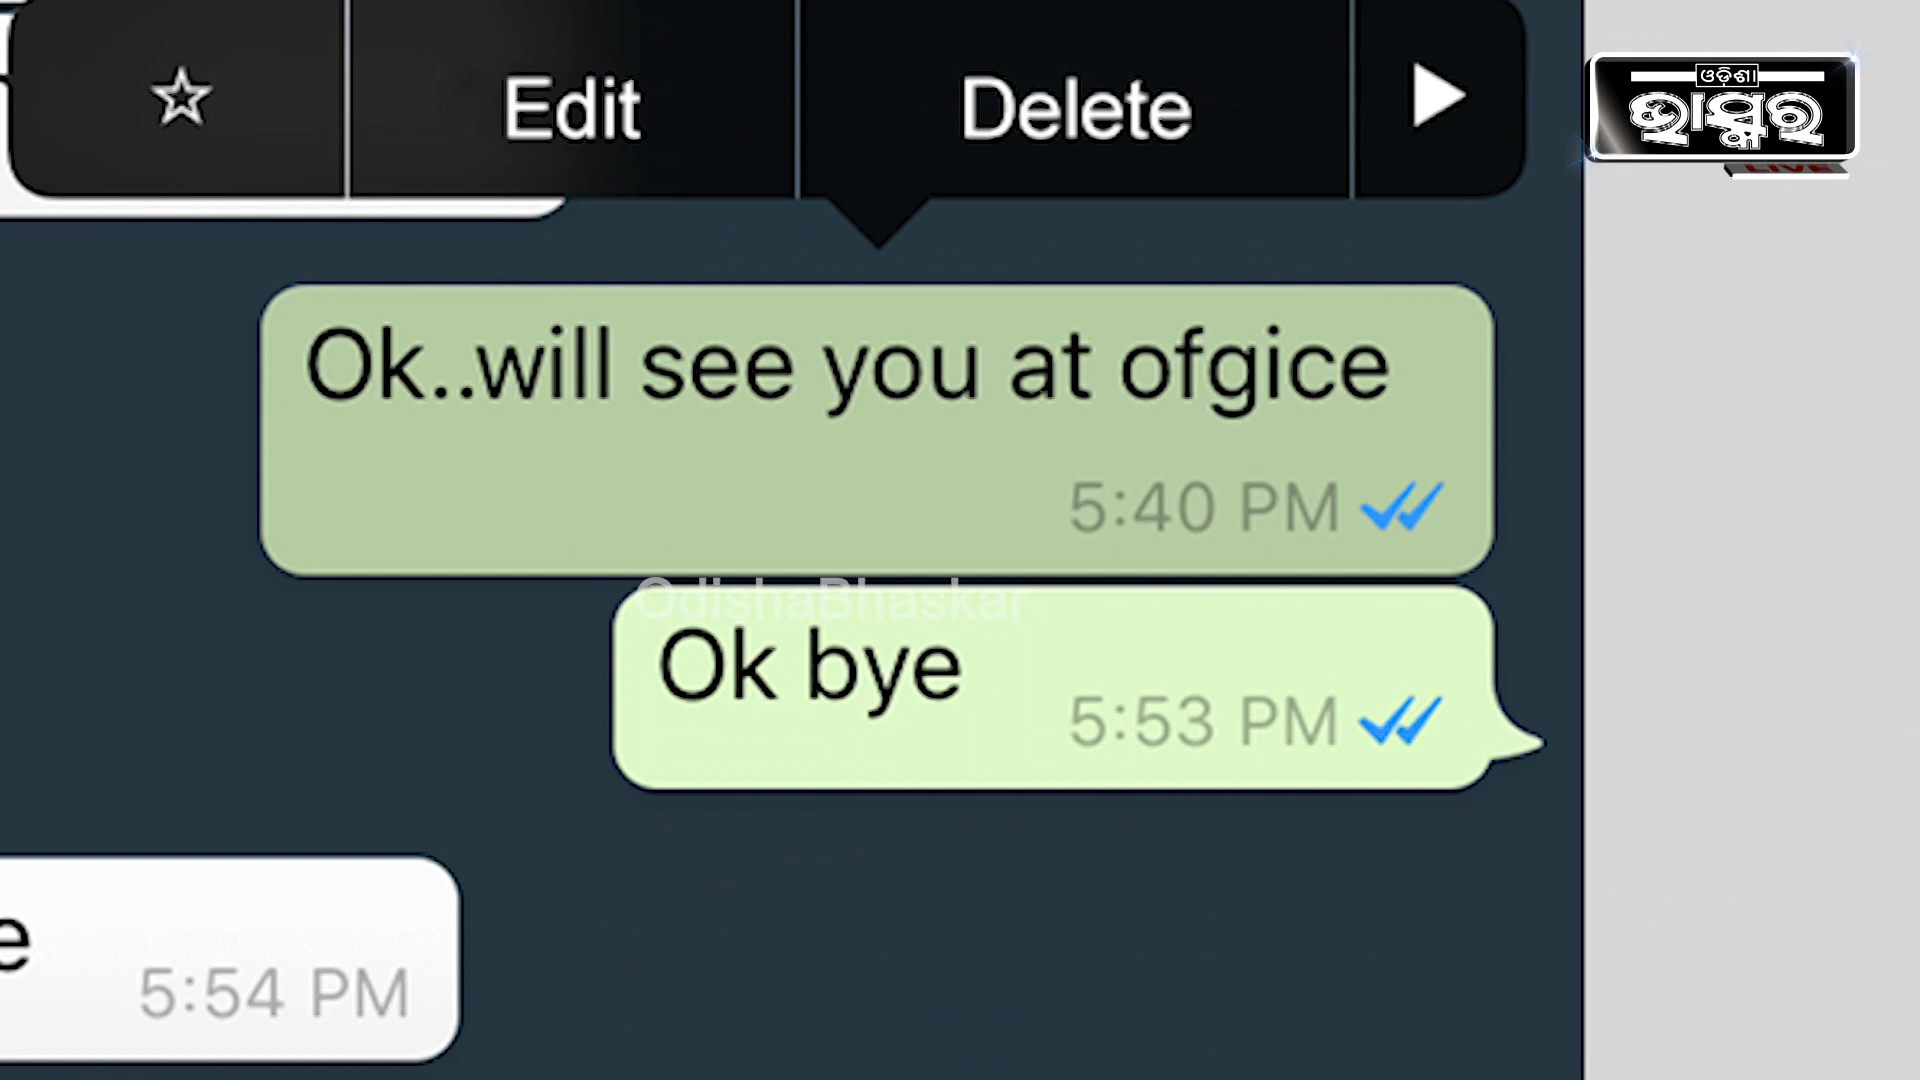 Edit
Delete
ଓଡ଼ିଶା
ଭାସ୍କର
LIVE
Ok..will see you at ofgice
5:40 PM
OdishaBhaskar
Ok bye
5:53 PM
e
5:54 PM